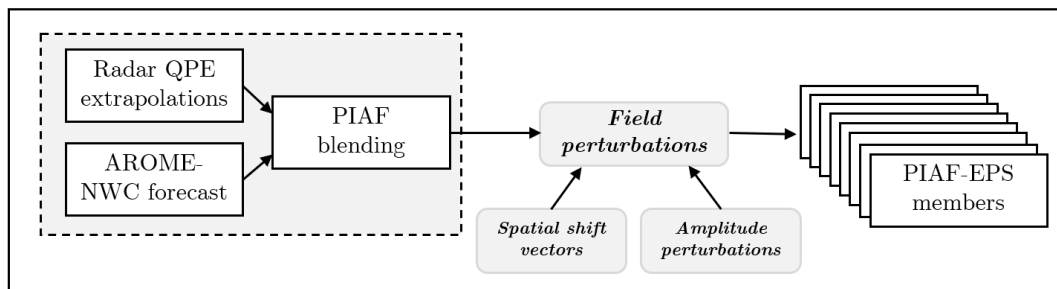 Radar QPE
extrapolations
AROME-
NWC forecast
PIAF
blending
Field
perturbations
Spatial shift
vectors
Amplitude
perturbations
PIAF-EPS
members